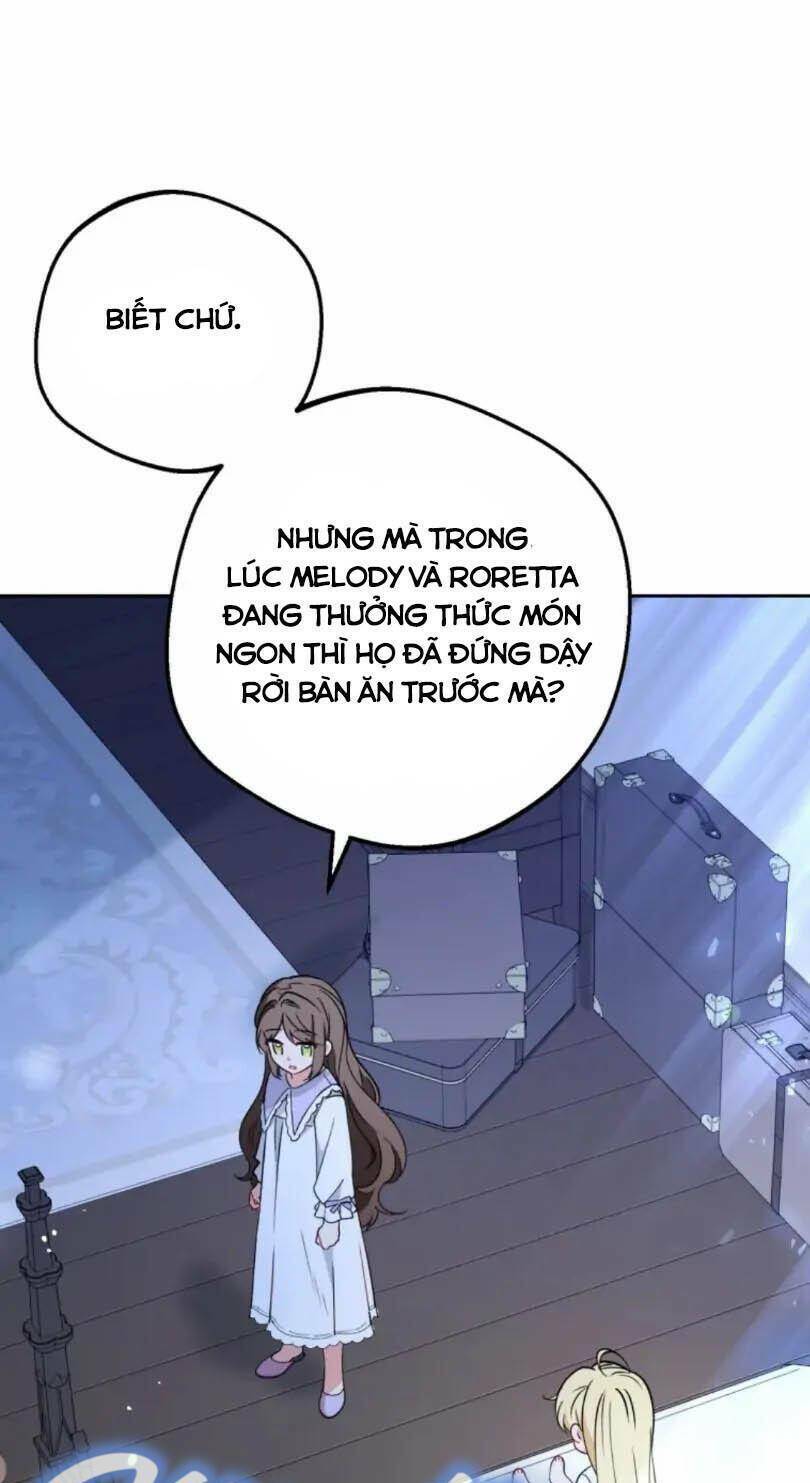 BIẾT CHỨ.
NHƯNG MÀ TRONG
LÚC MELODY VÀ RORETTA
ĐANG THƯỞNG THỨC MÓN
NGON THÌ HỌ ĐÃ ĐỨNG DẬY
RỜI BÀN ĂN TRƯỚC MÀ?